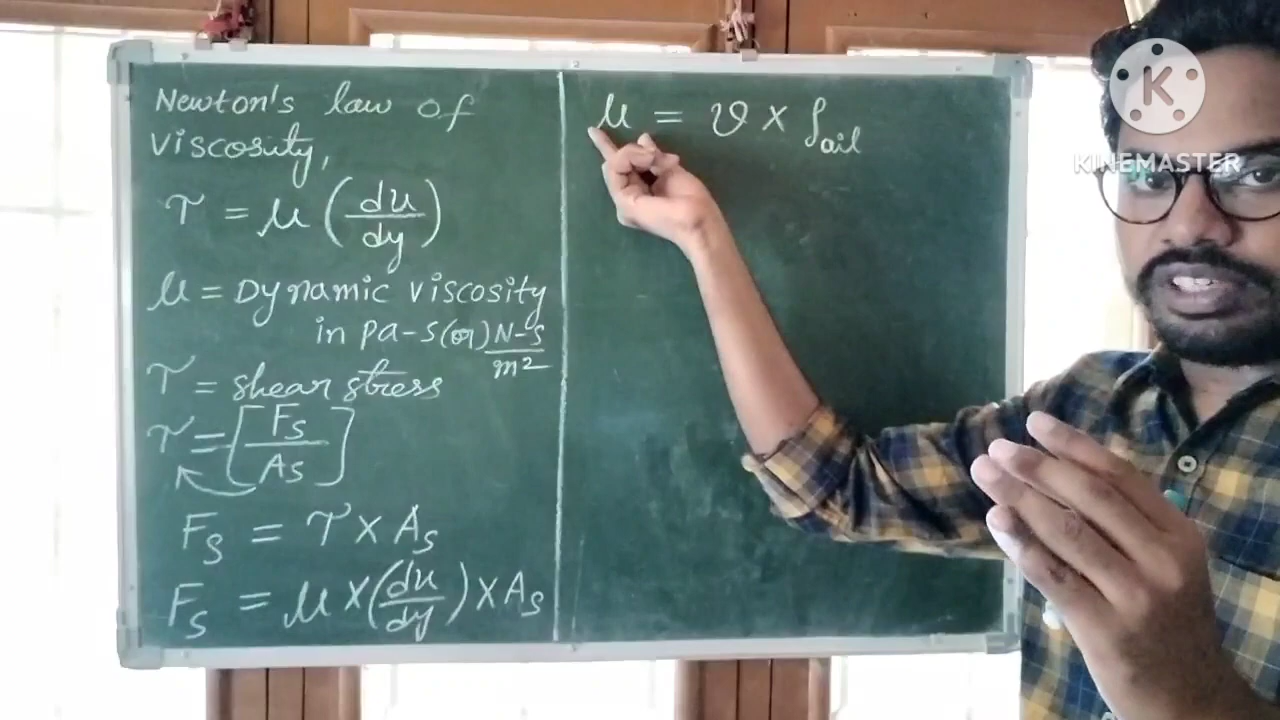 Newton's law of
viscosity,
τ = μ (du/dy)
μ = Dynamic viscosity
in pa-s (or) N-s/m²
τ = shear stress
τ = [Fs/As]
Fs = τ × As
Fs = μ × (du/dy) × As
μ = ϑ × ρoil
K
KINEMASTER